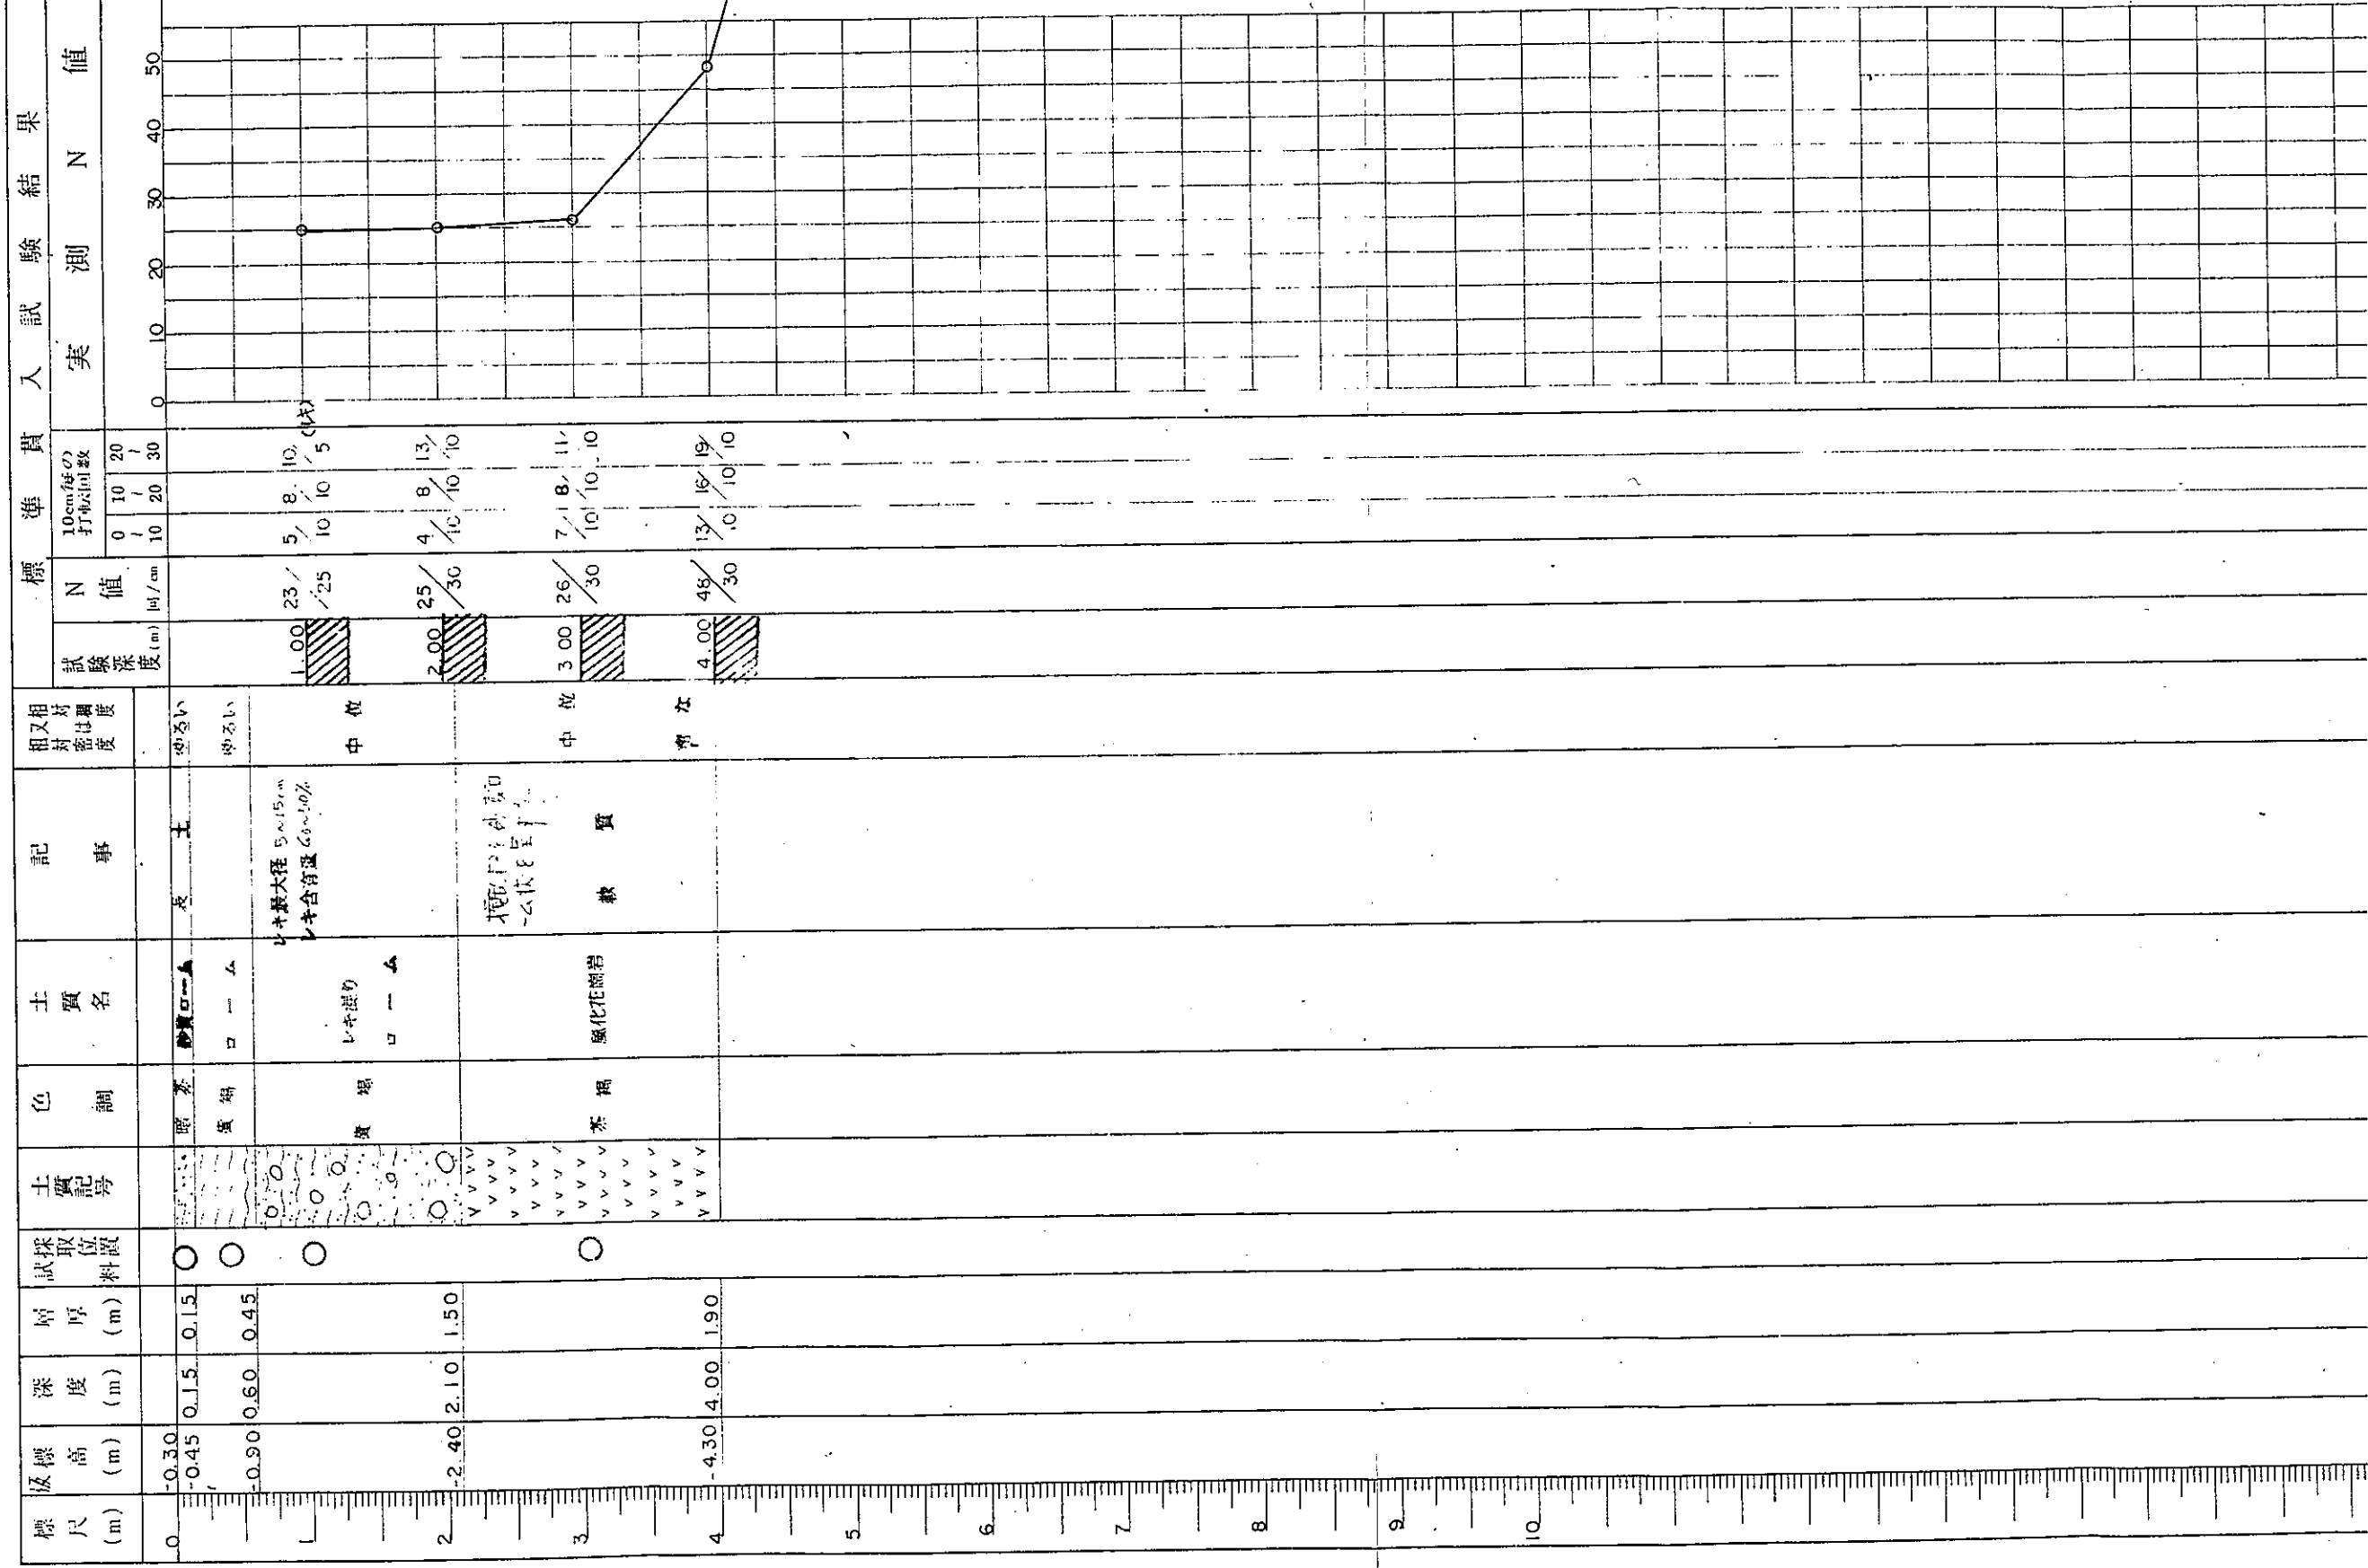 標尺 (m)
仮標高 (m)
深度 (m)
層厚 (m)
試料採取位置
土質記号
色調
土質名
記事
相対密度又は相対稠度
標準貫入試験結果
試験深度(m)
N値 回/cm
10cm毎の打撃回数
0〜10 10〜20 20〜30
実測N値
0 10 20 30 40 50
-0.30
-0.45 0.15 0.15 暗茶 砂質ローム 表土 ゆるい
-0.90 0.60 0.45 黄褐 ローム ゆるい
-2.40 2.10 1.50 黄褐 レキ混り ローム
レキ最大径 5~15cm
レキ含有量
中位
-4.30 4.00 1.90 茶褐 風化花崗岩
軟質
中位
密な
1.00 23/25 5/10 8/10 10/5
2.00 25/30 4/10 8/10 13/10
3.00 26/30 7/10 8/10 11/10
4.00 48/30 13/10 16/10 19/10
0
1
2
3
4
5
6
7
8
9
10